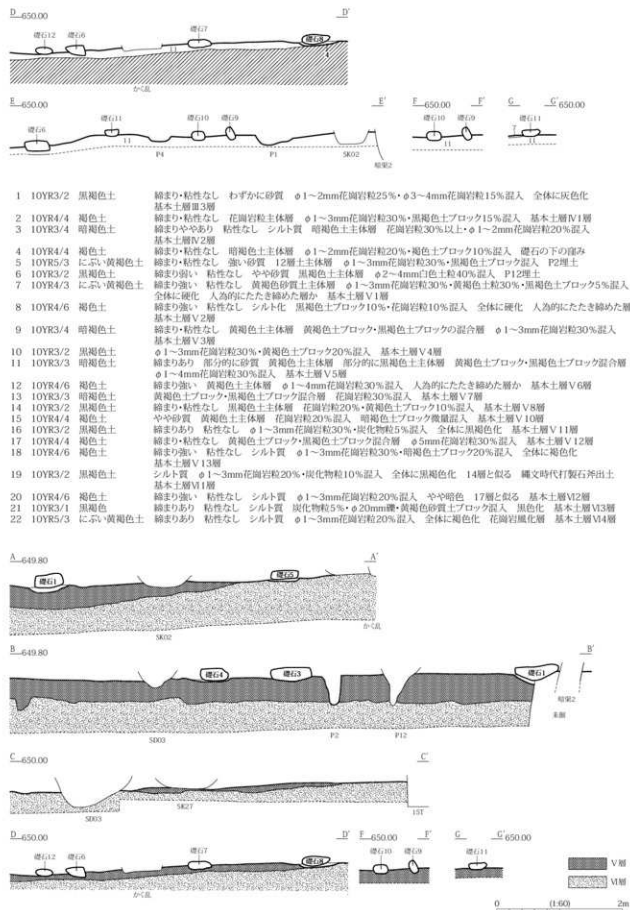 D 650.00 D'
礎石12 礎石6 礎石7 礎石8
11
4
かく乱
E 650.00 E' F 650.00 F' G G' 650.00
礎石6 礎石11 礎石10 礎石9 礎石10 礎石9 礎石11
11 11 11
P4 P1 SK02 暗渠2
1 10YR3/2 黒褐色土 締まり・粘性なし わずかに砂質 φ1～2mm花崗岩粒25%・φ3～4mm花崗岩粒15%混入 全体に灰色化
基本土層Ⅲ3層
2 10YR4/4 褐色土 締まり・粘性なし 花崗岩粒主体層 φ1～3mm花崗岩粒30%・黒褐色土ブロック15%混入 基本土層Ⅳ1層
3 10YR3/4 暗褐色土 締まりややあり 粘性なし シルト質 暗褐色土主体層 花崗岩粒30%以上・φ1～2mm花崗岩粒20%混入
基本土層Ⅳ2層
4 10YR4/4 褐色土 締まり・粘性なし 暗褐色土主体層 φ1～2mm花崗岩粒20%・褐色土ブロック10%混入 礎石の下の窪み
5 10YR5/3 にぶい黄褐色土 締まり・粘性なし 強い砂質 12層土主体層 φ1～3mm花崗岩粒30%混入 P2埋土
6 10YR3/2 黒褐色土 締まり弱い 粘性なし やや砂質 黒褐色土主体層 φ2～4mm白色土粒40%混入 P12埋土
7 10YR4/3 にぶい黄褐色土 締まり強い 粘性なし 黄褐色砂質土主体層 φ1～3mm花崗岩粒30%・黄褐色土粒30%・黒褐色土ブロック5%混入
全体に硬化 人為的にたたき締めた層か 基本土層Ⅴ1層
8 10YR4/6 褐色土 締まり強い 粘性なし シルト化 黒褐色土ブロック10%・花崗岩粒10%混入 全体に硬化 人為的にたたき締めた層
基本土層Ⅴ2層
9 10YR3/4 暗褐色土 締まり強い 粘性なし 黄褐色土主体層 黄褐色土ブロック・黒褐色土ブロックの混合層 φ1～3mm花崗岩粒30%混入
基本土層Ⅴ3層
10 10YR3/2 黒褐色土 φ1～3mm花崗岩粒30%・黄褐色土ブロック20%混入 基本土層Ⅴ4層
11 10YR3/3 暗褐色土 締まりあり 部分的に砂質 黄褐色土主体層 部分的に黒褐色土主体層 黄褐色土ブロック・黒褐色土ブロック混合層
φ1～4mm花崗岩粒30%混入 基本土層Ⅴ5層
12 10YR4/6 褐色土 締まり強い 黄褐色土主体層 φ1～4mm花崗岩粒30%混入 人為的にたたき締めた層か 基本土層Ⅴ6層
13 10YR3/3 暗褐色土 黄褐色土ブロック・黒褐色土ブロック混合層 花崗岩粒30%混入 基本土層Ⅴ7層
14 10YR3/2 黒褐色土 締まり・粘性なし 黒褐色土主体層 花崗岩粒20%・黄褐色土ブロック10%混入 基本土層Ⅴ8層
15 10YR4/4 褐色土 やや砂質 黄褐色土主体層 花崗岩粒20%混入 暗褐色土ブロック微量混入 基本土層Ⅴ10層
16 10YR3/2 黒褐色土 締まりあり 粘性なし φ1～3mm花崗岩粒30%・炭化物粒5%混入 全体に黒褐色化 基本土層Ⅴ11層
17 10YR4/4 褐色土 締まり・粘性なし 黄褐色土ブロック・黒褐色土ブロック混合層 φ5mm花崗岩粒30%混入 基本土層Ⅴ12層
18 10YR4/6 褐色土 締まり強い 粘性なし シルト質 φ1～3mm花崗岩粒30%・暗褐色土ブロック20%混入 全体に褐色化
基本土層Ⅴ13層
19 10YR3/2 黒褐色土 シルト質 φ1～3mm花崗岩粒20%・炭化物粒10%混入 全体に黒褐色化 14層と似る 縄文時代打製石斧出土
基本土層Ⅵ1層
20 10YR4/6 褐色土 締まり強い 粘性なし シルト質 φ1～3mm花崗岩粒20%混入 やや暗色 17層と似る 基本土層Ⅵ2層
21 10YR3/1 黒褐色 締まりあり 粘性なし シルト質 炭化物粒5%・φ20mm礫・黄褐色砂質土ブロック混入 黒色化 基本土層Ⅵ3層
22 10YR5/3 にぶい黄褐色土 締まりあり 粘性なし シルト質 φ1～3mm花崗岩粒20%混入 全体に褐色化 花崗岩風化層 基本土層Ⅵ4層
A 649.80 A'
礎石1 礎石5
SK02 かく乱
B 649.80 B'
礎石4 礎石3 礎石1
暗渠2
未掘
SD03 P2 P12
C 650.00 C'
SD03 SK27 15T
D 650.00 D' F 650.00 F' G G' 650.00
礎石12 礎石6 礎石7 礎石8 礎石10 礎石9 礎石11
かく乱
Ⅴ層
Ⅵ層
0 (1:60) 2m